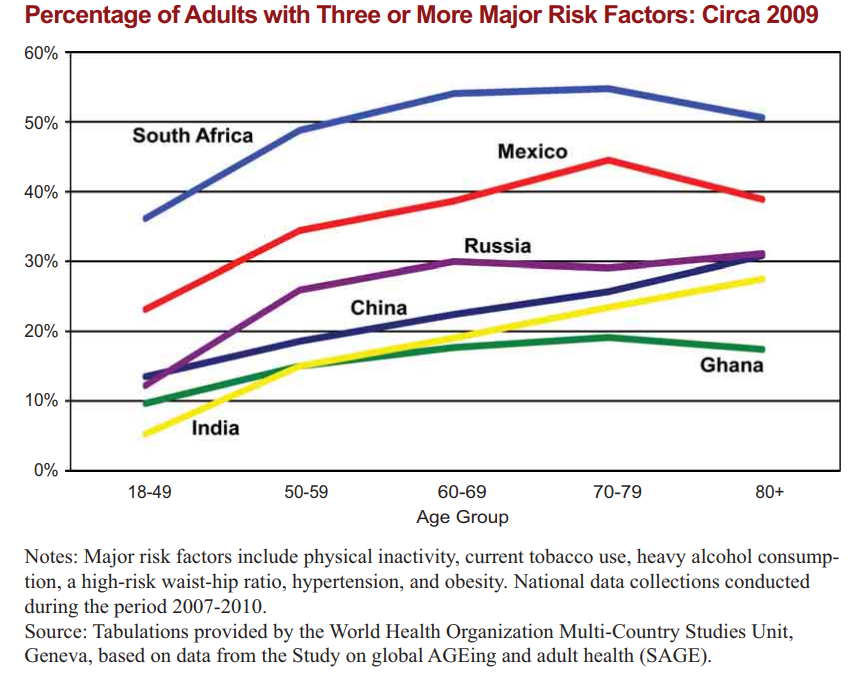 Percentage of Adults with Three or More Major Risk Factors: Circa 2009
60%
50%
South Africa
Mexico
40%
Russia
30%
China
20%
Ghana
10%
India
0%
18-49 50-59 60-69 70-79 80+
Age Group
Notes: Major risk factors include physical inactivity, current tobacco use, heavy alcohol consump-
tion, a high-risk waist-hip ratio, hypertension, and obesity. National data collections conducted
during the period 2007-2010.
Source: Tabulations provided by the World Health Organization Multi-Country Studies Unit,
Geneva, based on data from the Study on global AGEing and adult health (SAGE).